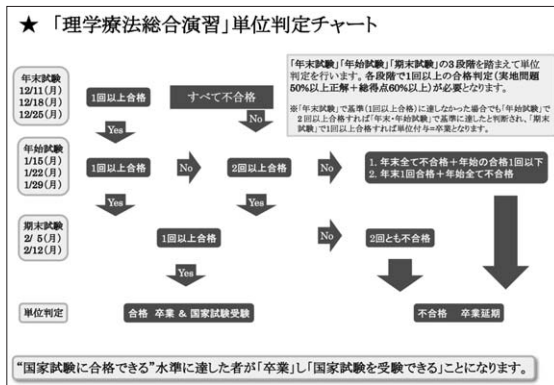 ★ 「理学療法総合演習」単位判定チャート
「年末試験」「年始試験」「期末試験」の3段階を踏まえて単位
判定を行います。各段階で1回以上の合格判定(実地問題
50%以上正解+総得点60%以上)が必要となります。
※「年末試験」で基準(1回以上合格)に達しなかった場合でも「年始試験」で
2回以上合格すれば「年末・年始試験」で基準に達したと判断され、「期末
試験」で1回以上合格すれば単位付与=卒業となります。
年末試験
12/11(月)
12/18(月)
12/25(月)
1回以上合格
すべて不合格
Yes
No
年始試験
1/15(月)
1/22(月)
1/29(月)
1回以上合格
No
2回以上合格
No
1. 年末全て不合格+年始の合格1回以下
2. 年末1回合格+年始全て不合格
Yes
Yes
期末試験
2/ 5(月)
2/12(月)
1回以上合格
No
2回とも不合格
Yes
単位判定
合格 卒業 & 国家試験受験
不合格 卒業延期
“国家試験に合格できる”水準に達した者が「卒業」し「国家試験を受験できる」ことになります。